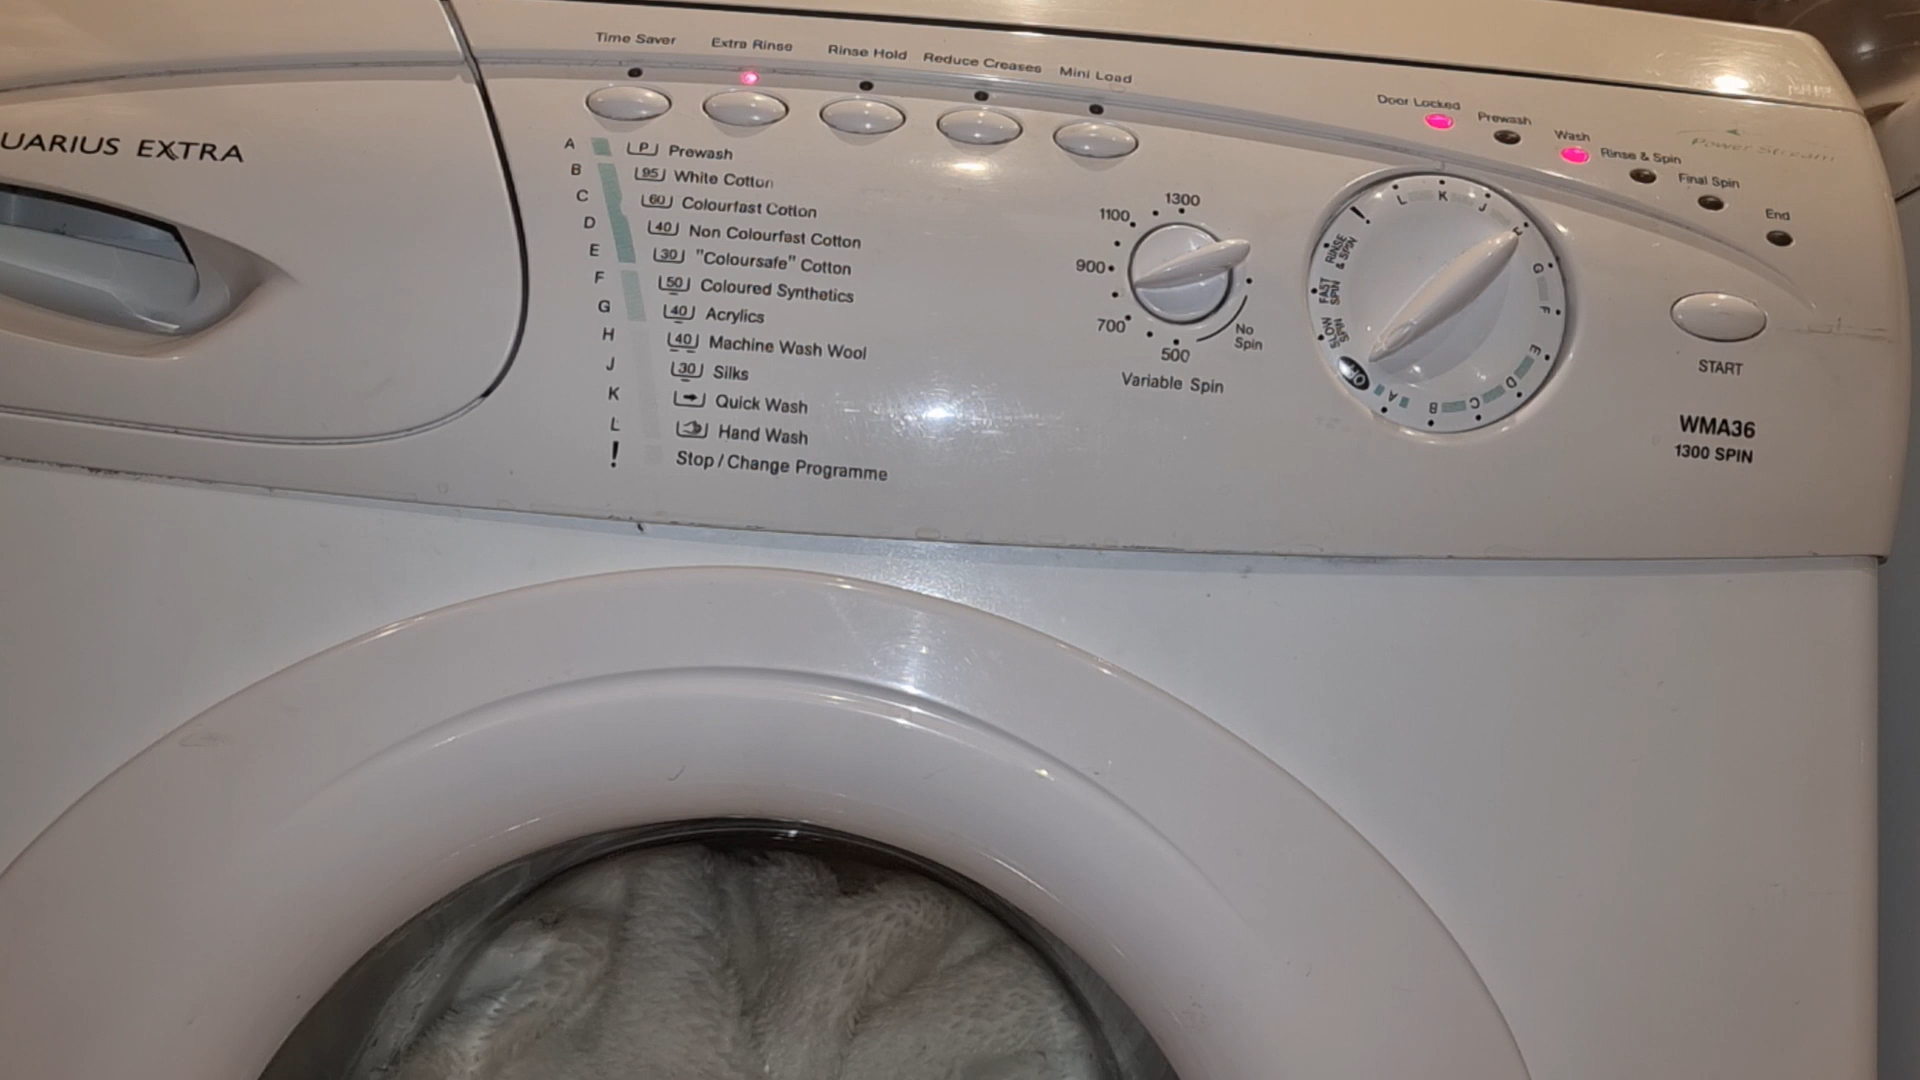 Time Saver
Extra Rinse
Rinse Hold
Reduce Creases
Mini Load
Door Locked
Prewash
Wash
Rinse & Spin
Final Spin
End
Power Stream
UARIUS EXTRA
A P Prewash
B 95 White Cotton
C 60 Colourfast Cotton
D 40 Non Colourfast Cotton
E 30 "Coloursafe" Cotton
F 50 Coloured Synthetics
G 40 Acrylics
H 40 Machine Wash Wool
J 30 Silks
K Quick Wash
L Hand Wash
! Stop / Change Programme
1300
1100
900
700
500
No
Spin
Variable Spin
!
L
K
J
G
F
E
D
C
B
A
OFF
SLOW
SPIN
FAST
SPIN
RINSE
& SPIN
START
WMA36
1300 SPIN